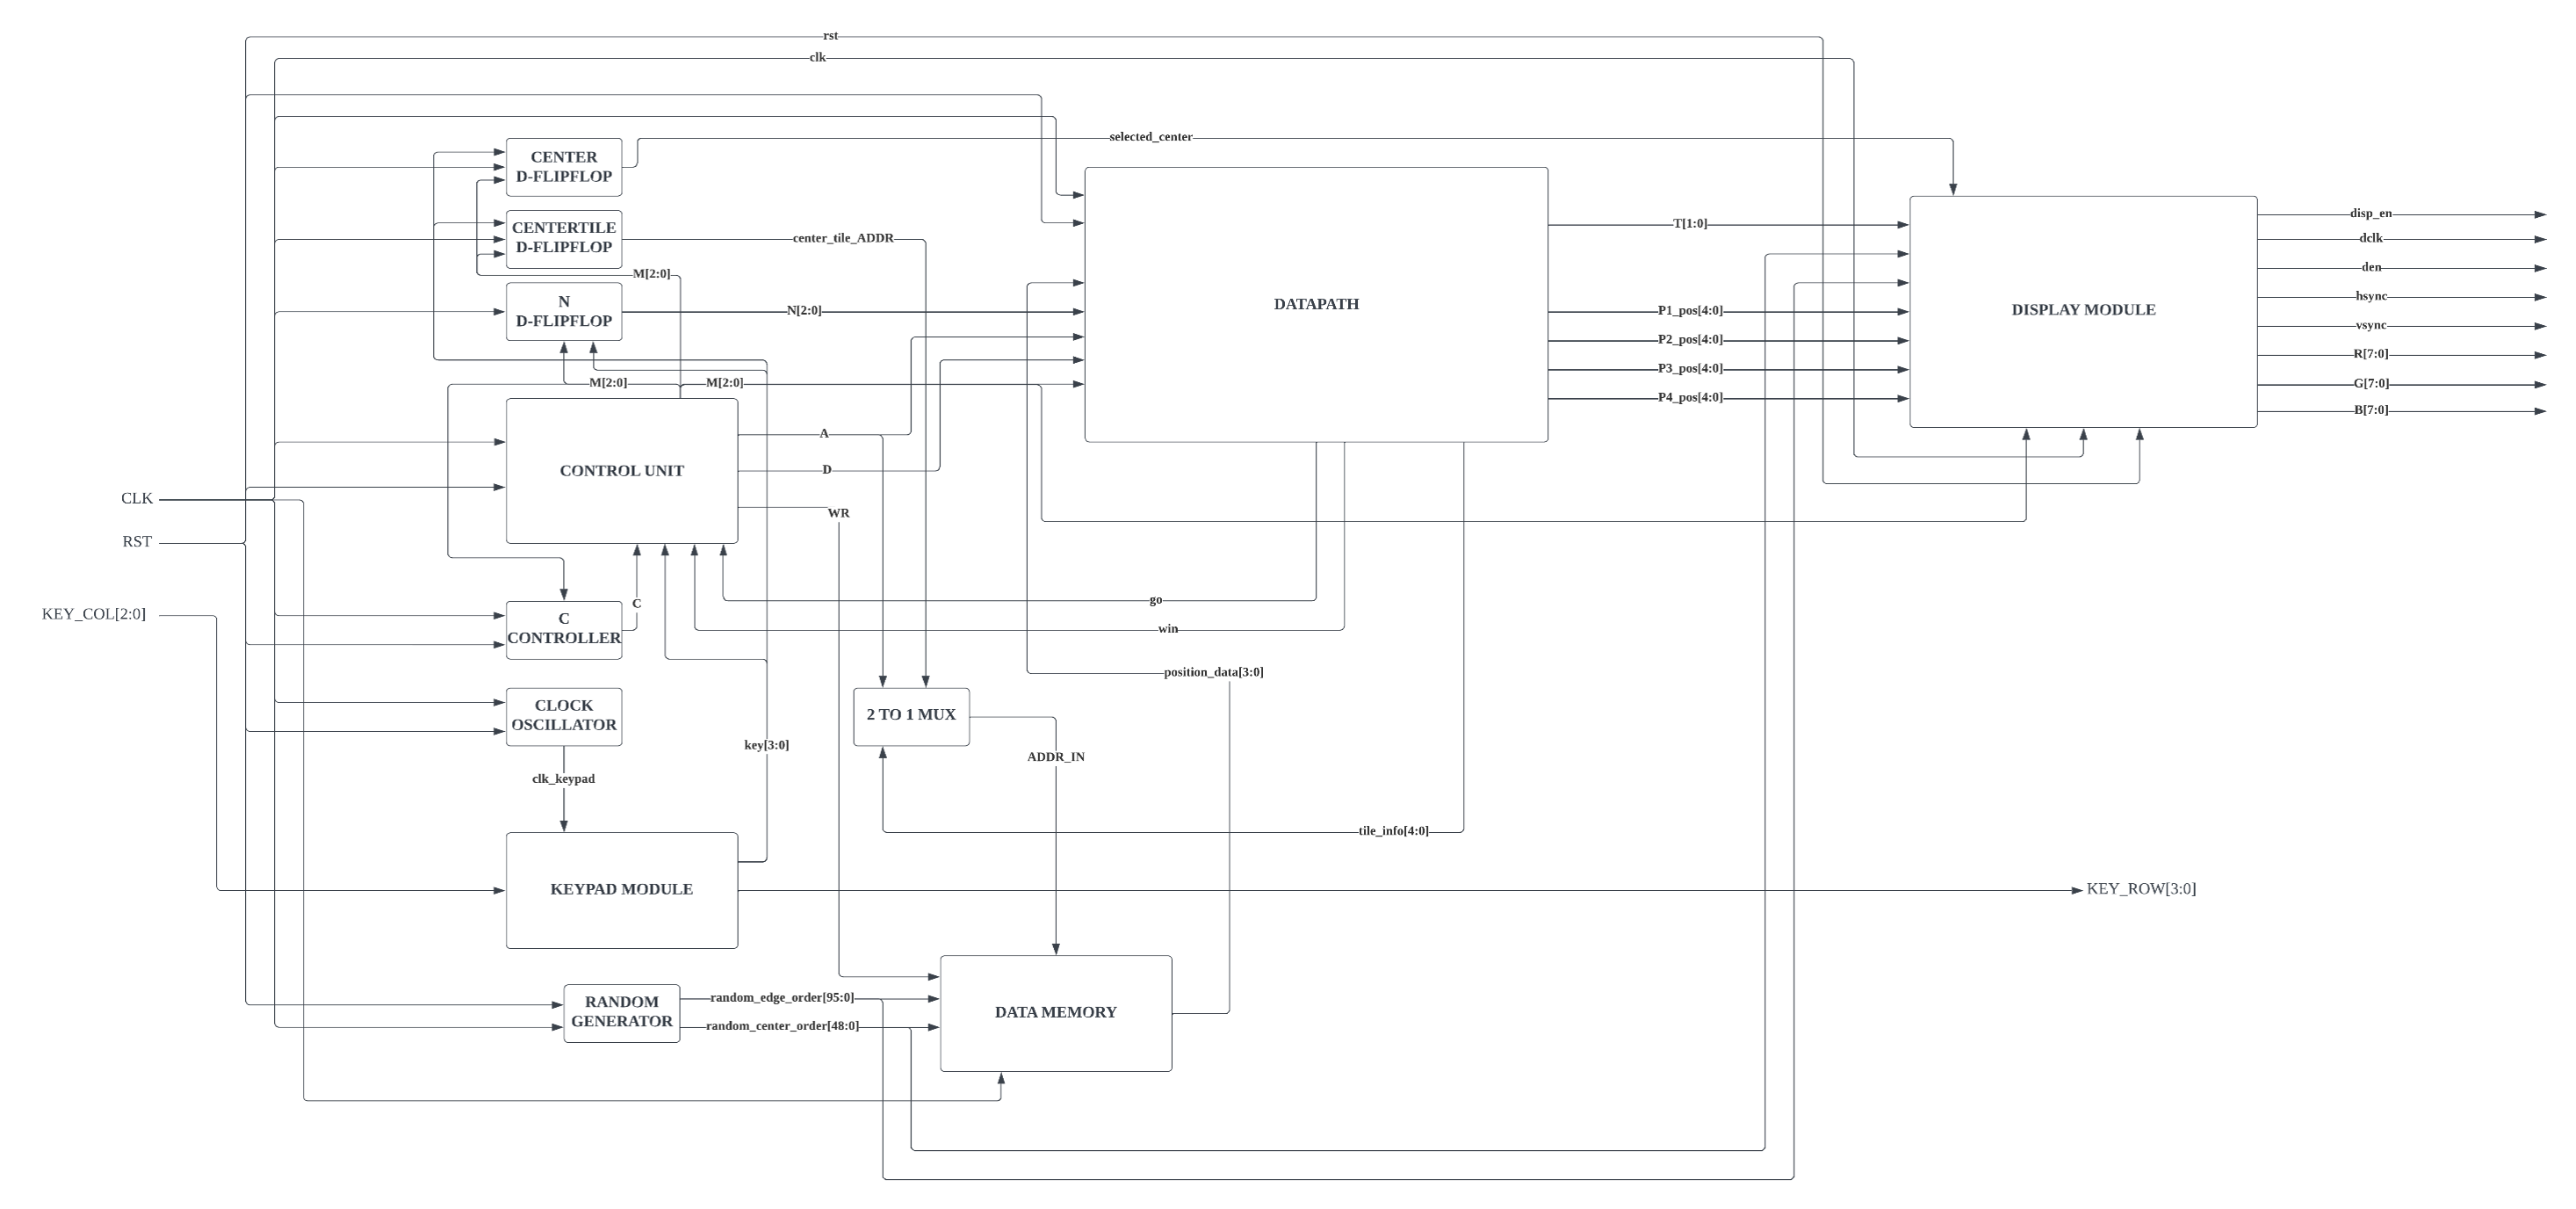 rst
clk
selected_center
CENTER
D-FLIPFLOP
CENTERTILE
D-FLIPFLOP
center_tile_ADDR
M[2:0]
N
D-FLIPFLOP
N[2:0]
M[2:0]
M[2:0]
DATAPATH
T[1:0]
P1_pos[4:0]
P2_pos[4:0]
P3_pos[4:0]
P4_pos[4:0]
DISPLAY MODULE
disp_en
dclk
den
hsync
vsync
R[7:0]
G[7:0]
B[7:0]
CONTROL UNIT
A
D
WR
CLK
RST
KEY_COL[2:0]
C
CONTROLLER
C
go
win
position_data[3:0]
CLOCK
OSCILLATOR
2 TO 1 MUX
key[3:0]
ADDR_IN
clk_keypad
tile_info[4:0]
KEYPAD MODULE
KEY_ROW[3:0]
RANDOM
GENERATOR
random_edge_order[95:0]
random_center_order[48:0]
DATA MEMORY